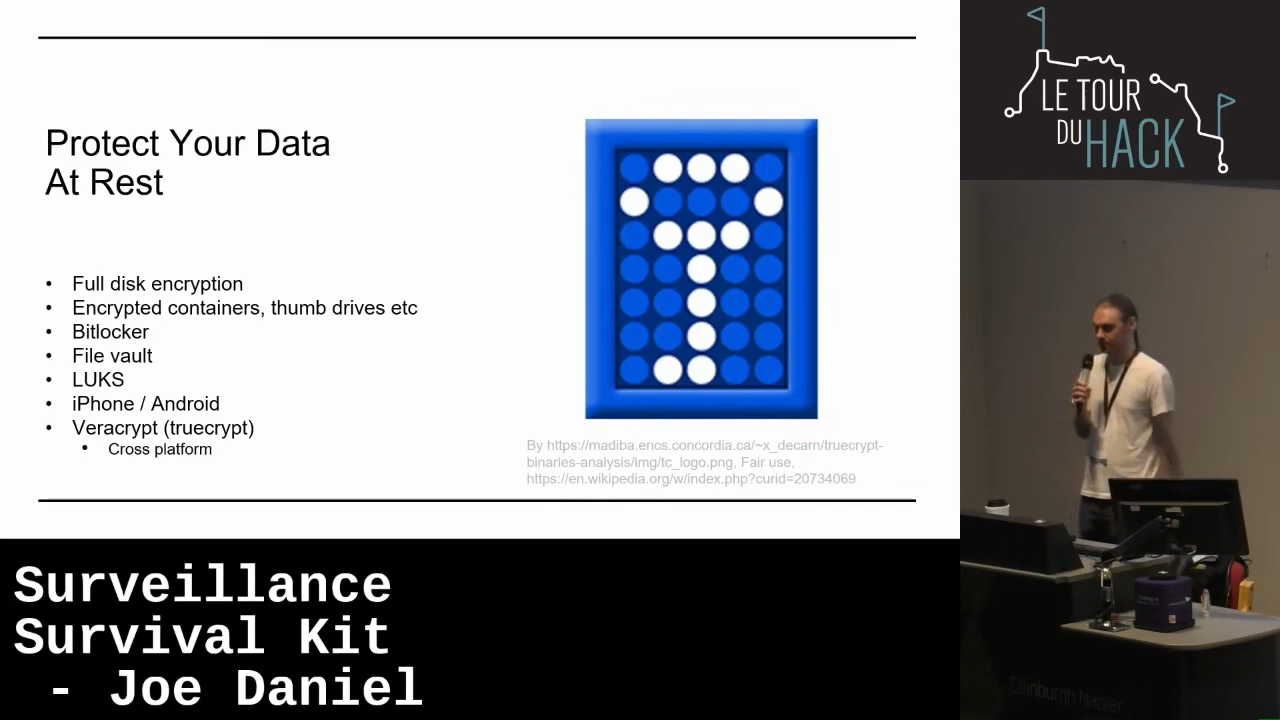 Protect Your Data
At Rest
• Full disk encryption
• Encrypted containers, thumb drives etc
• Bitlocker
• File vault
• LUKS
• iPhone / Android
• Veracrypt (truecrypt)
• Cross platform
By https://madiba.encs.concordia.ca/~x_decarn/truecrypt-
binaries-analysis/img/tc_logo.png, Fair use,
https://en.wikipedia.org/w/index.php?curid=20734069
Surveillance
Survival Kit
- Joe Daniel
LE TOUR
DU HACK
Edinburgh Napier